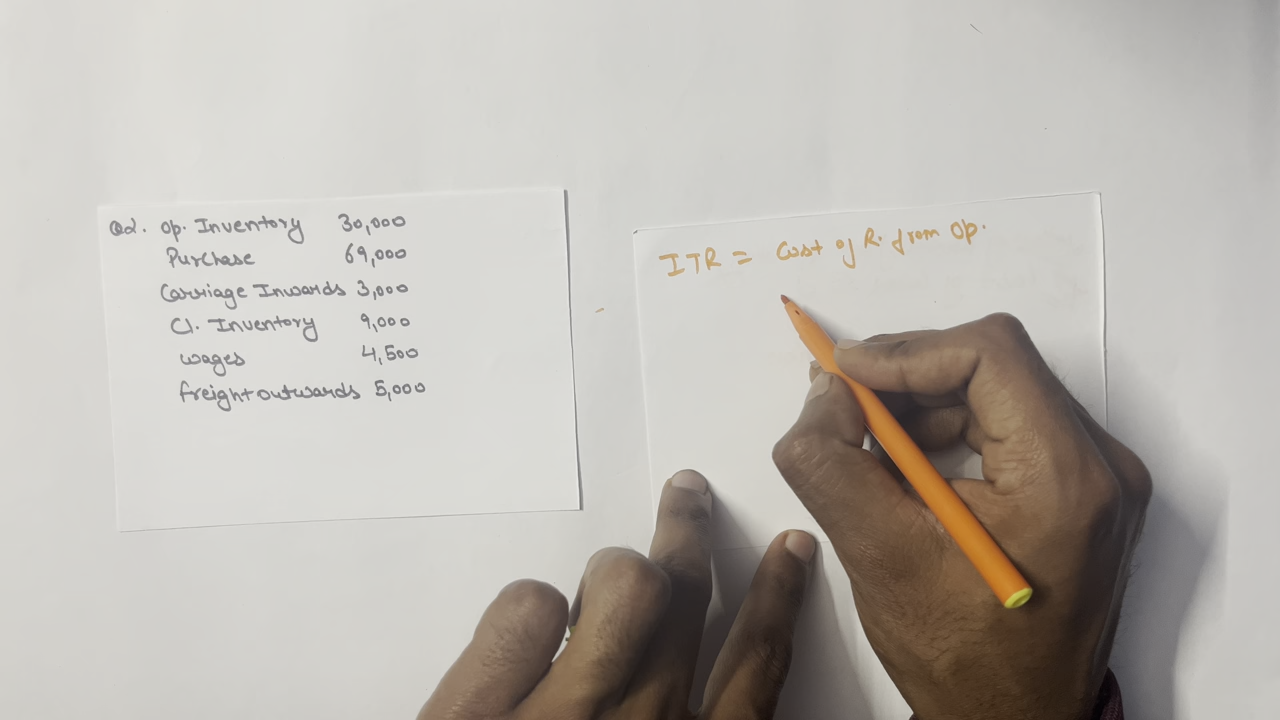 Q2. Op. Inventory 30,000
Purchase 69,000
Carriage Inwards 3,000
Cl. Inventory 9,000
wages 4,500
freight outwards 5,000
ITR = Cost of R. from Op.